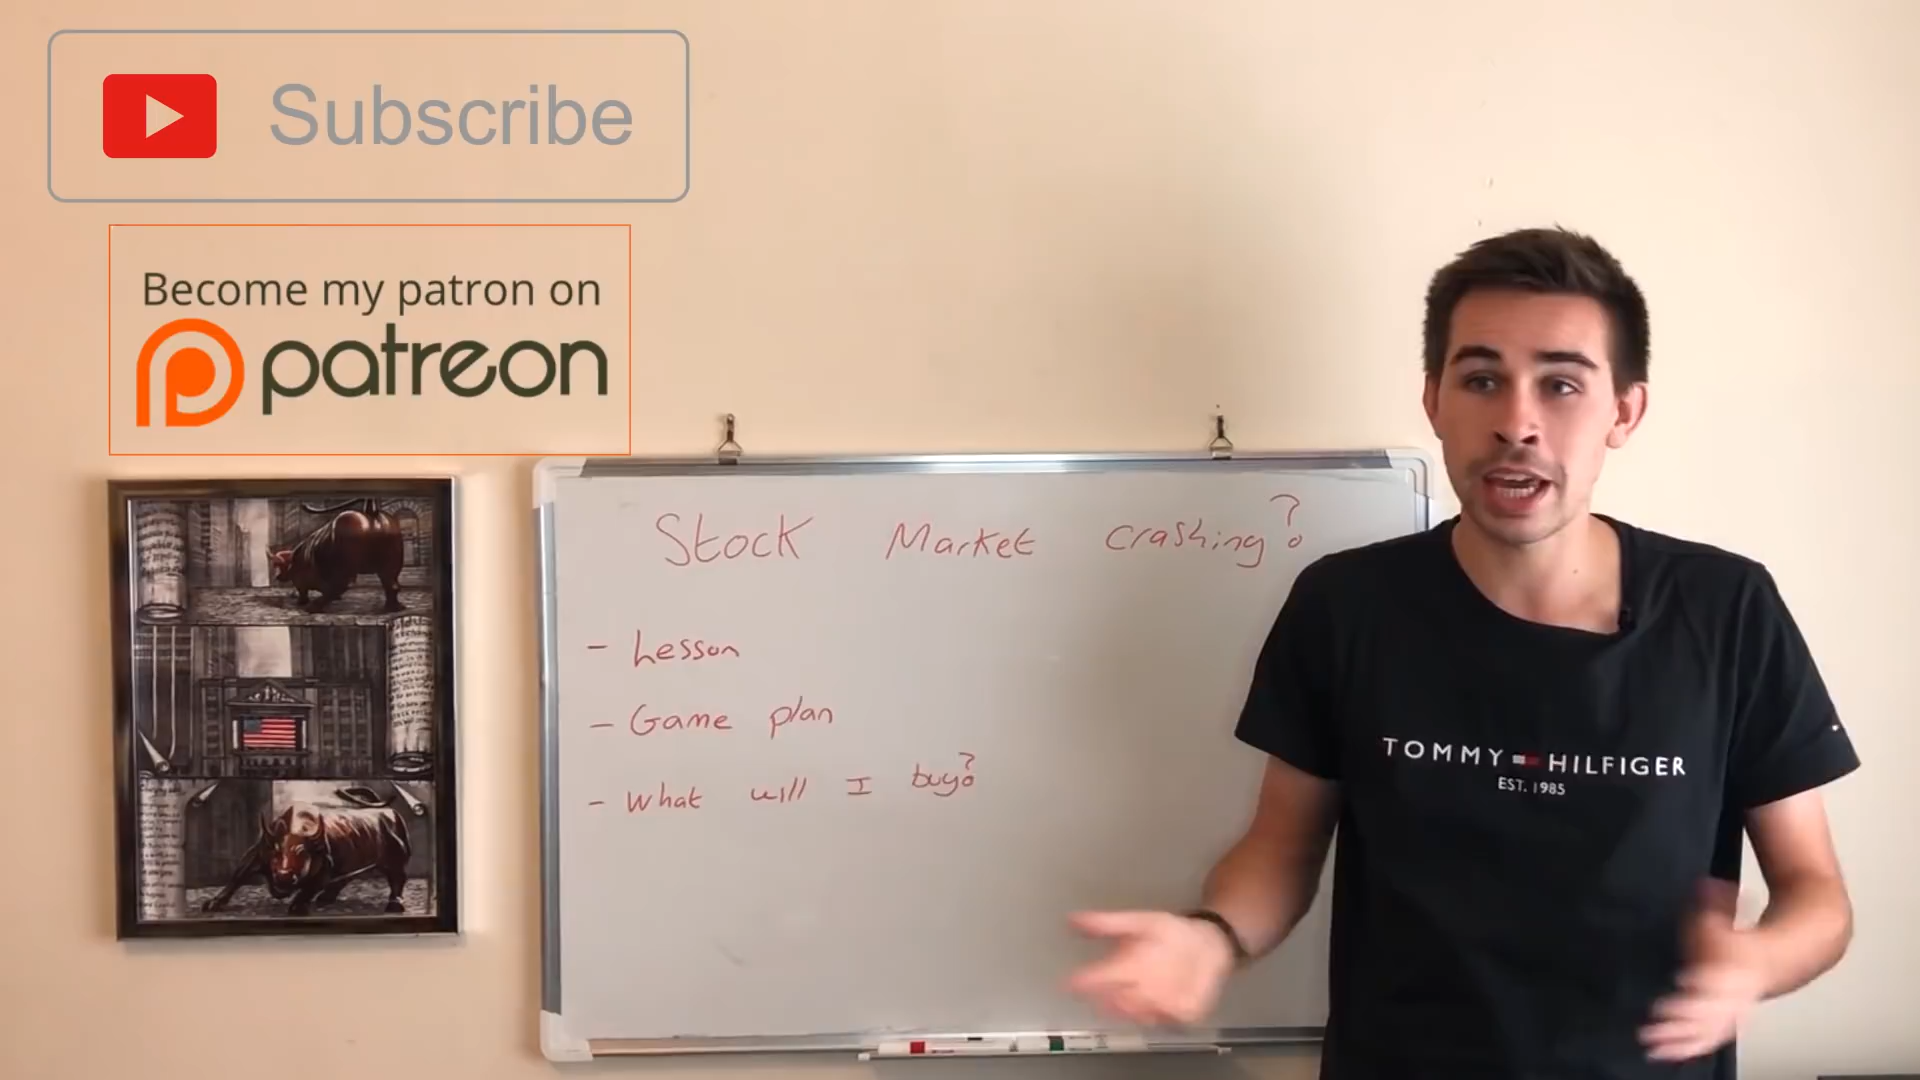 Subscribe
Become my patron on
patreon
Stock Market crashing?
- Lesson
- Game plan
- What will I buy?
TOMMY HILFIGER
EST. 1985